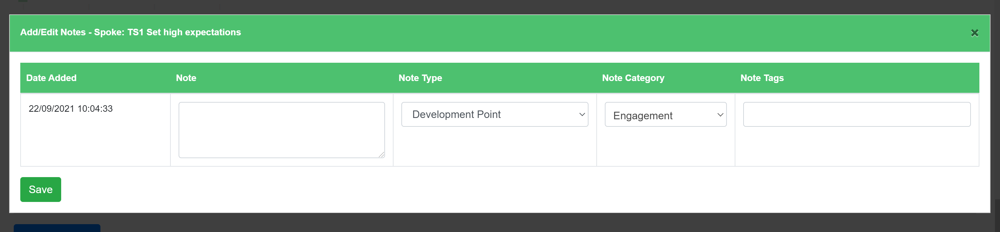 Add/Edit Notes - Spoke: TS1 Set high expectations
Date Added Note Note Type Note Category Note Tags
22/09/2021 10:04:33 Development Point Engagement
Save